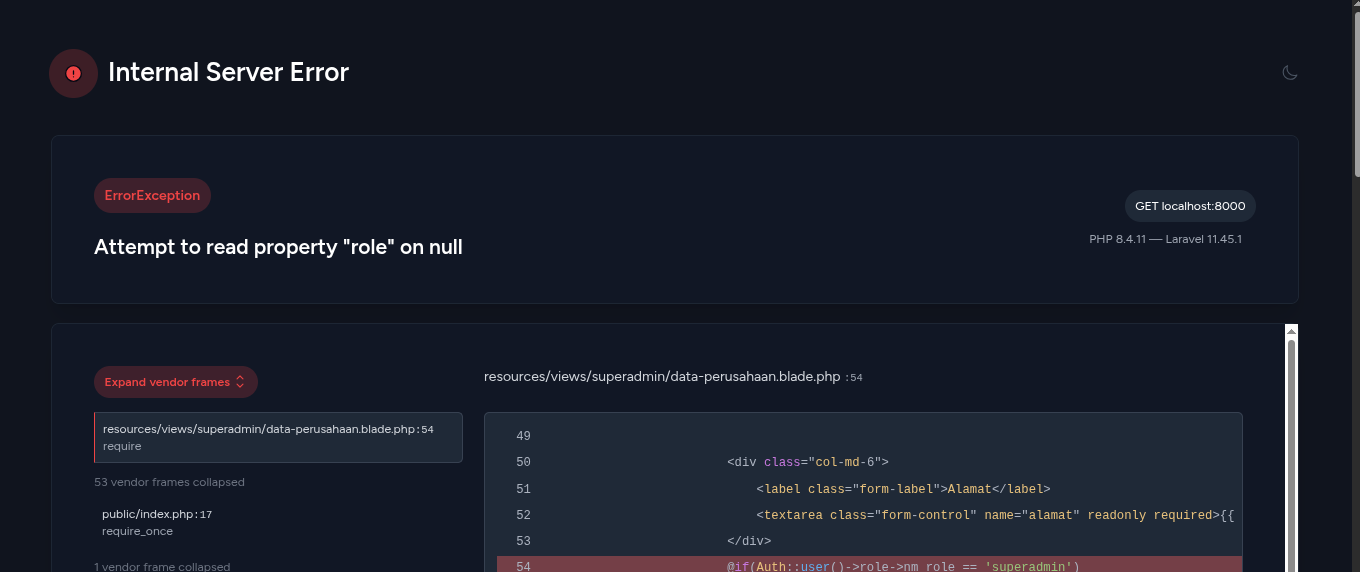 Internal Server Error
ErrorException
GET localhost:8000
Attempt to read property "role" on null
PHP 8.4.11 — Laravel 11.45.1
Expand vendor frames
resources/views/superadmin/data-perusahaan.blade.php:54
require
53 vendor frames collapsed
public/index.php:17
require_once
1 vendor frame collapsed
resources/views/superadmin/data-perusahaan.blade.php :54
49
50 <div class="col-md-6">
51 <label class="form-label">Alamat</label>
52 <textarea class="form-control" name="alamat" readonly required>{{
53 </div>
54 @if(Auth::user()->role->nm_role == 'superadmin')